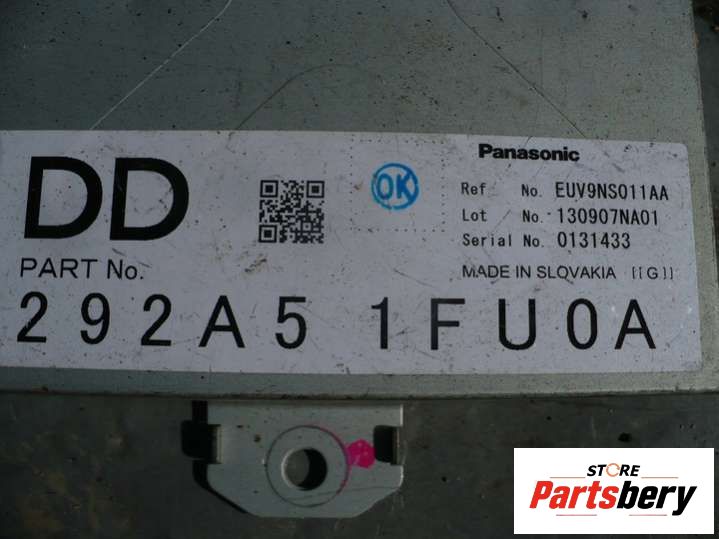 DD
PART No.
292A5 1FU0A
OK
Panasonic
Ref No. EUV9NS011AA
Lot No. 130907NA01
Serial No. 0131433
MADE IN SLOVAKIA [[G]]
STORE
Partsbery